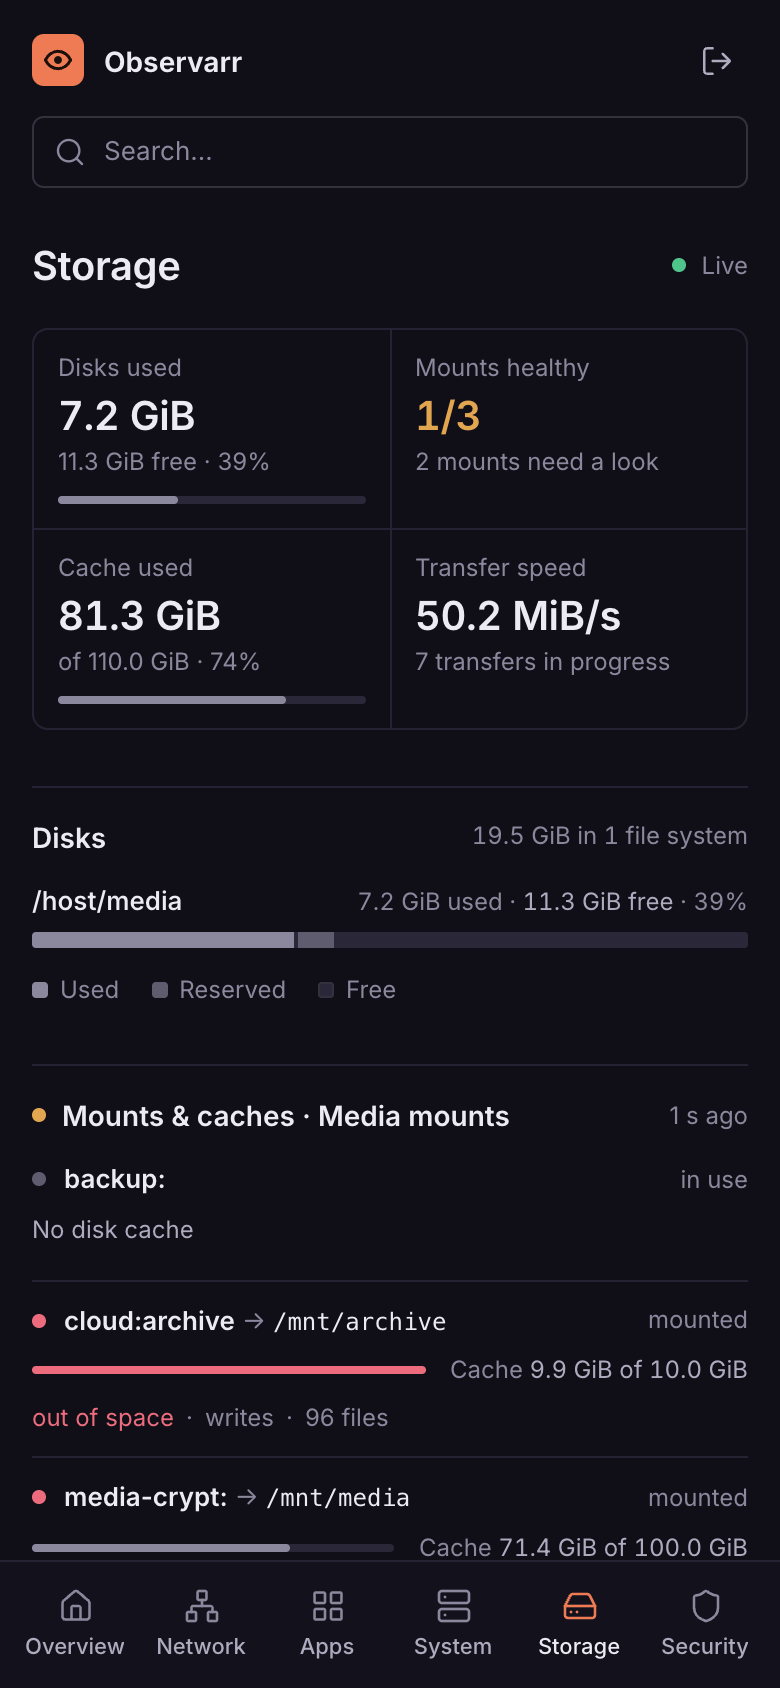 Observarr
Search...
Storage
Live
Disks used
7.2 GiB
11.3 GiB free · 39%
Mounts healthy
1/3
2 mounts need a look
Cache used
81.3 GiB
of 110.0 GiB · 74%
Transfer speed
50.2 MiB/s
7 transfers in progress
Disks
19.5 GiB in 1 file system
/host/media
7.2 GiB used · 11.3 GiB free · 39%
Used Reserved Free
Mounts & caches · Media mounts
1 s ago
backup:
in use
No disk cache
cloud:archive → /mnt/archive
mounted
Cache 9.9 GiB of 10.0 GiB
out of space · writes · 96 files
media-crypt: → /mnt/media
mounted
Cache 71.4 GiB of 100.0 GiB
Overview Network Apps System Storage Security